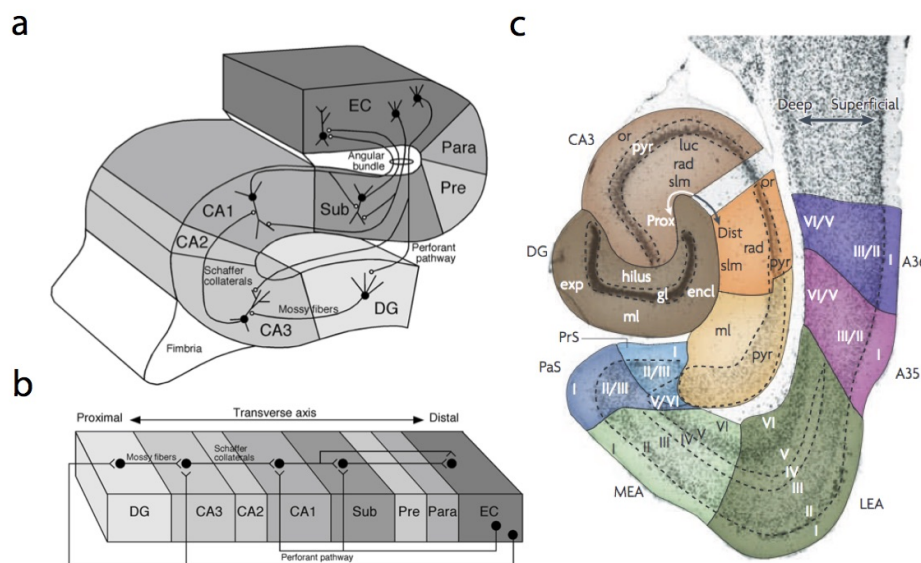 a
EC
Para
Pre
Angular
bundle
Sub
CA1
CA2
Perforant
pathway
Schaffer
collaterals
DG
Mossy fibers
CA3
Fimbria
b
Proximal
Transverse axis
Distal
Mossy fibers
Schaffer
collaterals
DG
CA3
CA2
CA1
Sub
Pre
Para
EC
Perforant pathway
c
Deep Superficial
CA3
or
pyr
luc
rad
slm
or
Prox
Dist
rad
slm
pyr
DG
hilus
exp
gl
encl
ml
ml
pyr
VI/V
III/II
I
VI/V
III/II
I
A35
PrS
PaS
I
II/III
I
II/III
V/VI
VI
V
IV
III
II
I
MEA
VI
V
IV
III
II
I
LEA